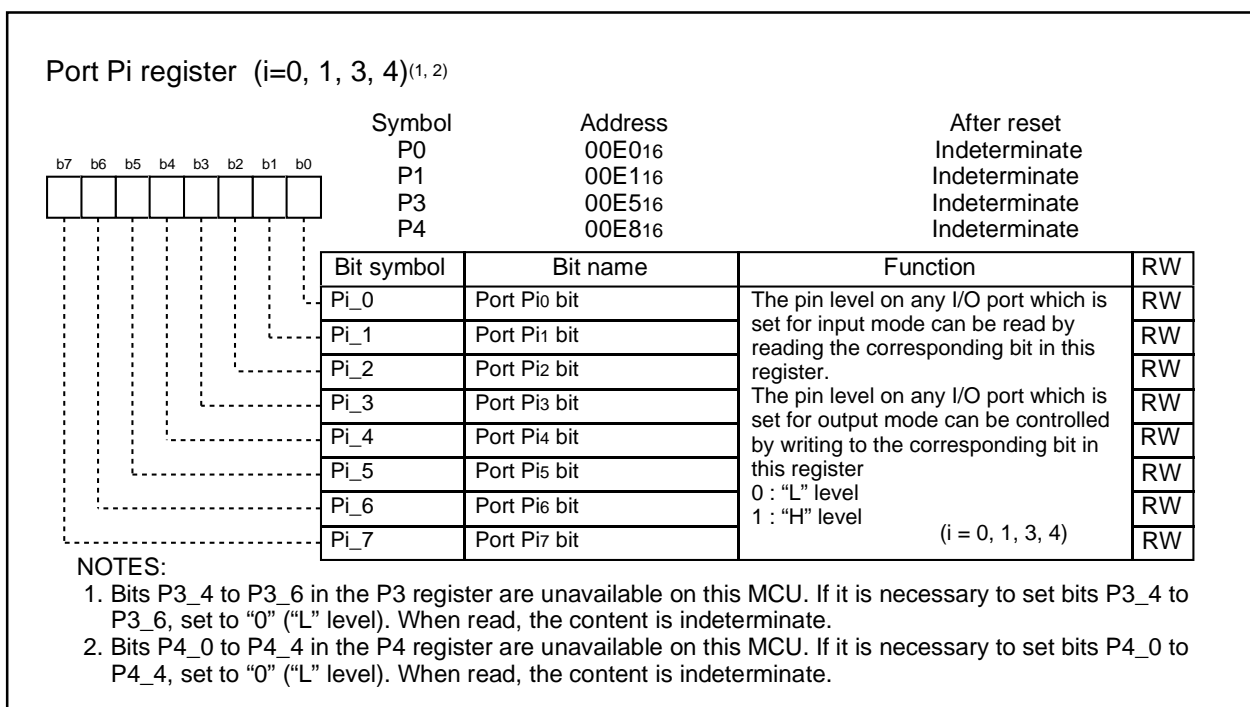 Port Pi register (i=0, 1, 3, 4)(1, 2)
Symbol Address After reset
P0 00E016 Indeterminate
P1 00E116 Indeterminate
P3 00E516 Indeterminate
P4 00E816 Indeterminate
b7 b6 b5 b4 b3 b2 b1 b0
Bit symbol Bit name Function RW
Pi_0 Port Pi0 bit RW
Pi_1 Port Pi1 bit RW
Pi_2 Port Pi2 bit RW
Pi_3 Port Pi3 bit RW
Pi_4 Port Pi4 bit RW
Pi_5 Port Pi5 bit RW
Pi_6 Port Pi6 bit RW
Pi_7 Port Pi7 bit RW
The pin level on any I/O port which is
set for input mode can be read by
reading the corresponding bit in this
register.
The pin level on any I/O port which is
set for output mode can be controlled
by writing to the corresponding bit in
this register
0 : “L” level
1 : “H” level
(i = 0, 1, 3, 4)
NOTES:
1. Bits P3_4 to P3_6 in the P3 register are unavailable on this MCU. If it is necessary to set bits P3_4 to
P3_6, set to “0” (“L” level). When read, the content is indeterminate.
2. Bits P4_0 to P4_4 in the P4 register are unavailable on this MCU. If it is necessary to set bits P4_0 to
P4_4, set to “0” (“L” level). When read, the content is indeterminate.